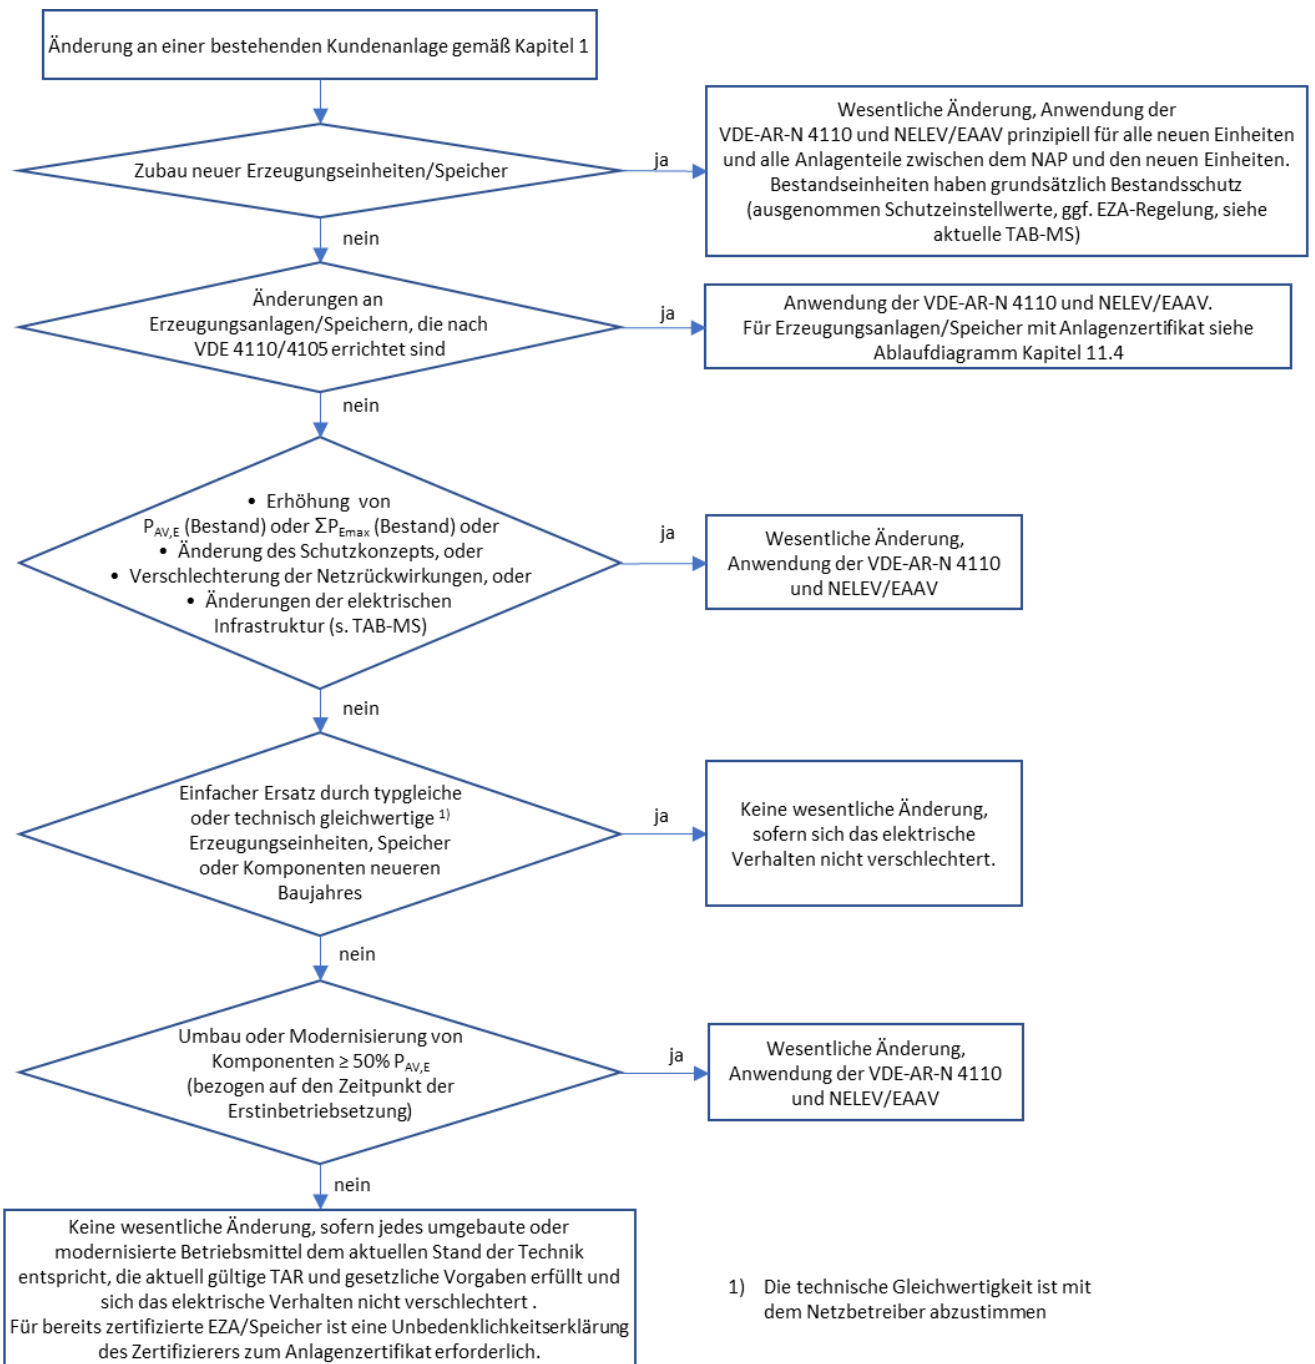 Änderung an einer bestehenden Kundenanlage gemäß Kapitel 1
Zubau neuer Erzeugungseinheiten/Speicher
ja
Wesentliche Änderung, Anwendung der
VDE-AR-N 4110 und NELEV/EAAV prinzipiell für alle neuen Einheiten
und alle Anlagenteile zwischen dem NAP und den neuen Einheiten.
Bestandseinheiten haben grundsätzlich Bestandsschutz
(ausgenommen Schutzeinstellwerte, ggf. EZA-Regelung, siehe
aktuelle TAB-MS)
nein
Änderungen an
Erzeugungsanlagen/Speichern, die nach
VDE 4110/4105 errichtet sind
ja
Anwendung der VDE-AR-N 4110 und NELEV/EAAV.
Für Erzeugungsanlagen/Speicher mit Anlagenzertifikat siehe
Ablaufdiagramm Kapitel 11.4
nein
• Erhöhung von
P_AV,E (Bestand) oder ΣP_Emax (Bestand) oder
• Änderung des Schutzkonzepts, oder
• Verschlechterung der Netzrückwirkungen, oder
• Änderungen der elektrischen
Infrastruktur (s. TAB-MS)
ja
Wesentliche Änderung,
Anwendung der VDE-AR-N 4110
und NELEV/EAAV
nein
Einfacher Ersatz durch typgleiche
oder technisch gleichwertige 1)
Erzeugungseinheiten, Speicher
oder Komponenten neueren
Baujahres
ja
Keine wesentliche Änderung,
sofern sich das elektrische
Verhalten nicht verschlechtert.
nein
Umbau oder Modernisierung von
Komponenten ≥ 50% P_AV,E
(bezogen auf den Zeitpunkt der
Erstinbetriebsetzung)
ja
Wesentliche Änderung,
Anwendung der VDE-AR-N 4110
und NELEV/EAAV
nein
Keine wesentliche Änderung, sofern jedes umgebaute oder
modernisierte Betriebsmittel dem aktuellen Stand der Technik
entspricht, die aktuell gültige TAR und gesetzliche Vorgaben erfüllt und
sich das elektrische Verhalten nicht verschlechtert .
Für bereits zertifizierte EZA/Speicher ist eine Unbedenklichkeitserklärung
des Zertifizierers zum Anlagenzertifikat erforderlich.
1) Die technische Gleichwertigkeit ist mit
dem Netzbetreiber abzustimmen